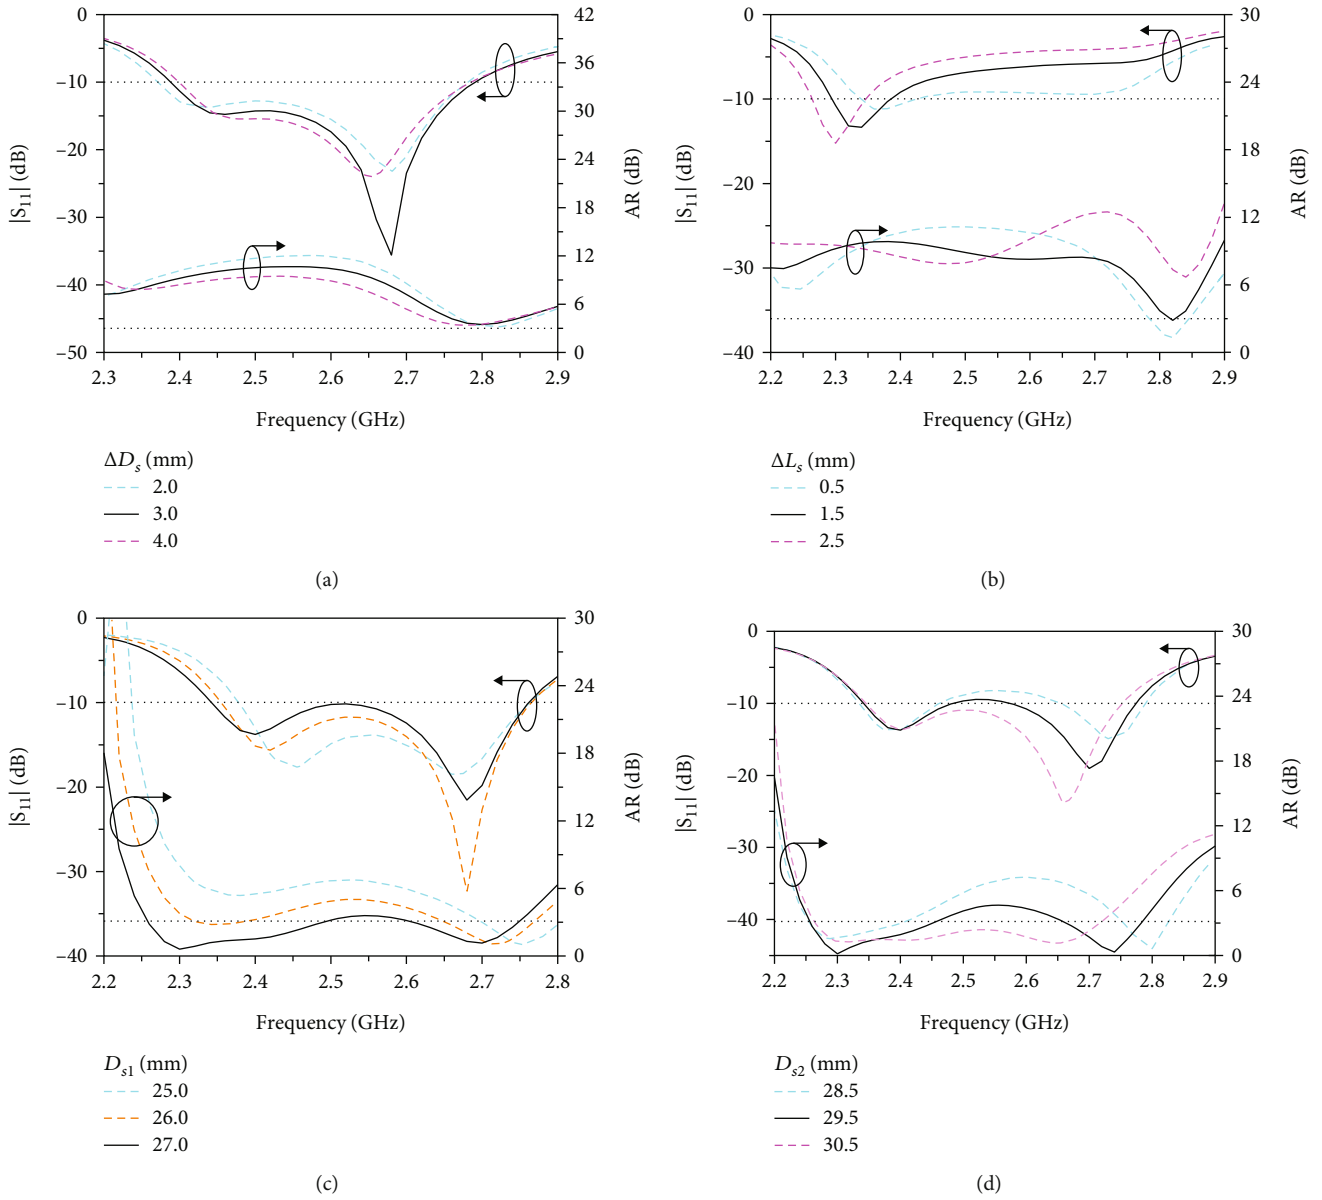 0
−10
−20
−30
−40
−50
|S11| (dB)
42
36
30
24
18
12
6
0
AR (dB)
2.3 2.4 2.5 2.6 2.7 2.8 2.9
Frequency (GHz)
ΔDs (mm)
2.0
3.0
4.0
(a)
0
−10
−20
−30
−40
|S11| (dB)
30
24
18
12
6
0
AR (dB)
2.2 2.3 2.4 2.5 2.6 2.7 2.8 2.9
Frequency (GHz)
ΔLs (mm)
0.5
1.5
2.5
(b)
0
−10
−20
−30
−40
|S11| (dB)
30
24
18
12
6
0
AR (dB)
2.2 2.3 2.4 2.5 2.6 2.7 2.8
Frequency (GHz)
Ds1 (mm)
25.0
26.0
27.0
(c)
0
−10
−20
−30
−40
|S11| (dB)
30
24
18
12
6
0
AR (dB)
2.2 2.3 2.4 2.5 2.6 2.7 2.8 2.9
Frequency (GHz)
Ds2 (mm)
28.5
29.5
30.5
(d)